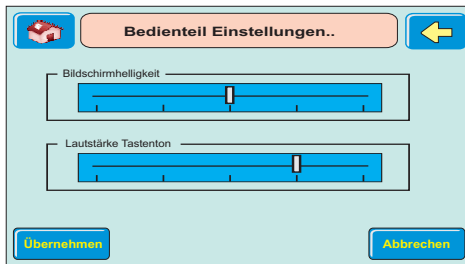 Bedienteil Einstellungen..
Bildschirmhelligkeit
Lautstärke Tastenton
Übernehmen
Abbrechen